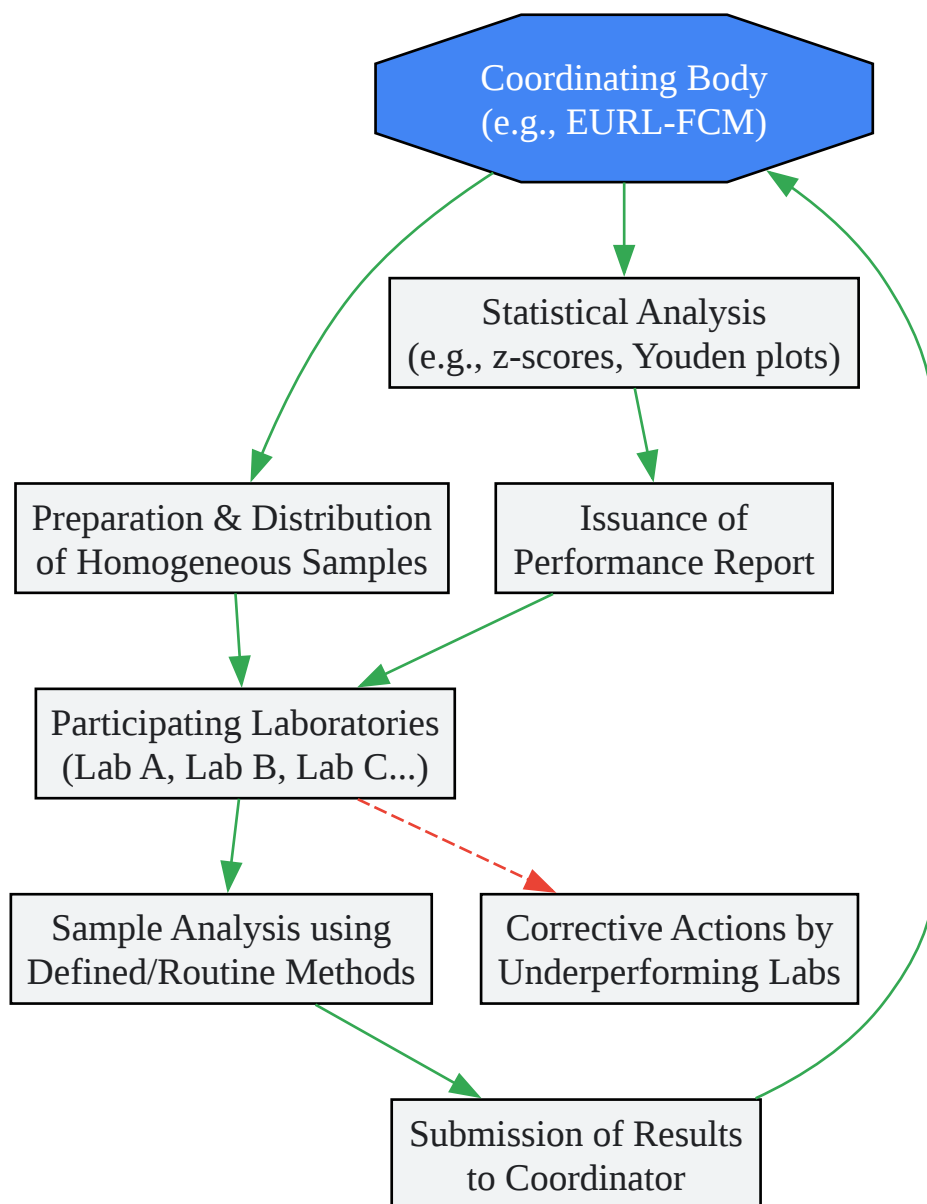 Coordinating Body
(e.g., EURL-FCM)
Statistical Analysis
(e.g., z-scores, Youden plots)
Preparation & Distribution
of Homogeneous Samples
Issuance of
Performance Report
Participating Laboratories
(Lab A, Lab B, Lab C...)
Sample Analysis using
Defined/Routine Methods
Corrective Actions by
Underperforming Labs
Submission of Results
to Coordinator